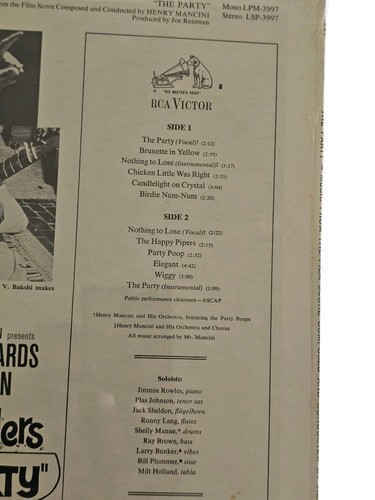 "THE PARTY" Mono LPM-3997
m the Film Score Composed and Conducted by HENRY MANCINI Stereo LSP-3997
Produced by Joe Reisman
"HIS MASTER'S VOICE"
RCA VICTOR
SIDE 1
The Party (Vocal)† (2:12)
Brunette in Yellow (2:55)
Nothing to Lose (Instrumental)‡ (3:17)
Chicken Little Was Right (2:55)
Candlelight on Crystal (3:04)
Birdie Num-Num (2:20)
SIDE 2
Nothing to Lose (Vocal)‡ (2:22)
The Happy Pipers (2:15)
Party Poop (2:32)
Elegant (4:42)
Wiggy (3:00)
The Party (Instrumental) (3:09)
Public performance clearance—ASCAP
†Henry Mancini and His Orchestra, featuring the Party Poops
‡Henry Mancini and His Orchestra and Chorus
All music arranged by Mr. Mancini
V. Bakshi makes
N presents
ARDS
N
lers
TY"
Soloists:
Jimmie Rowles, piano
Plas Johnson, tenor sax
Jack Sheldon, flügelhorn
Ronny Lang, flutes
Shelly Manne,* drums
Ray Brown, bass
Larry Bunker,* vibes
Bill Plummer,* sitar
Milt Holland, tabla